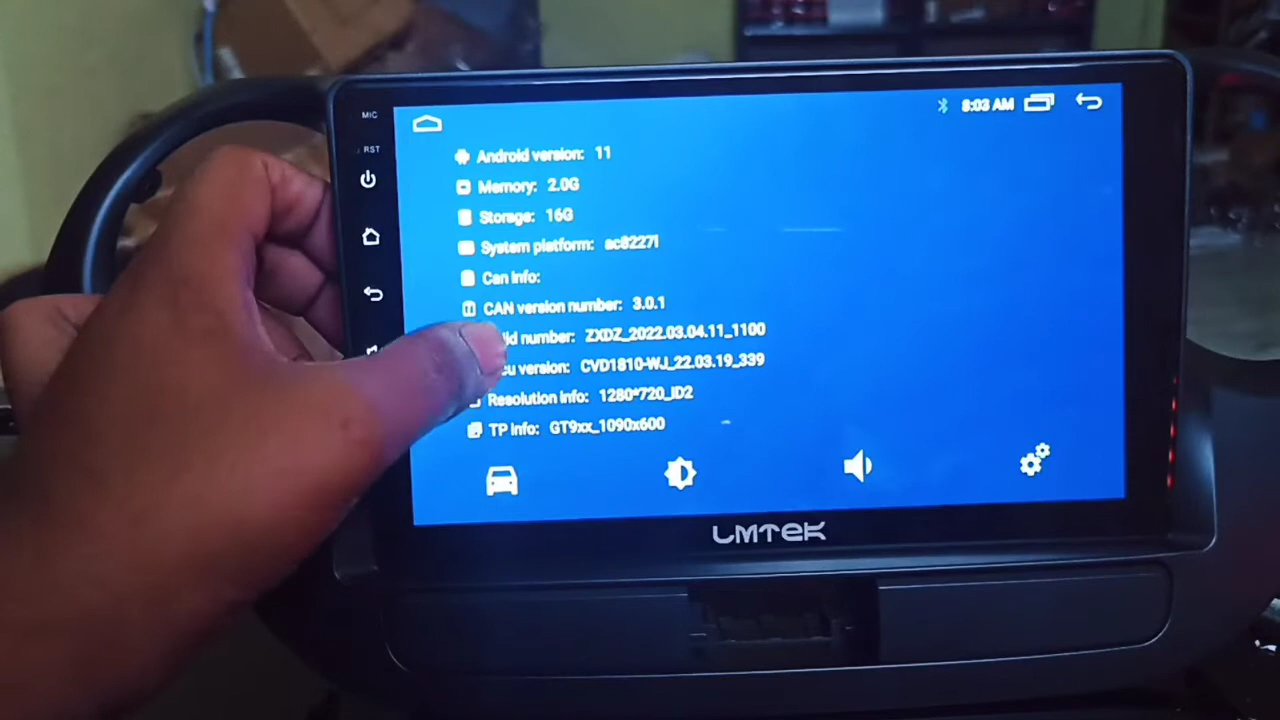 MIC
RST
8:03 AM
Android version: 11
Memory: 2.0G
Storage: 16G
System platform: ac8227l
Can info:
CAN version number: 3.0.1
number: ZXDZ_2022.03.04.11_1100
version: CVD1810-WJ_22.03.19_339
Resolution info: 1280*720_ID2
TP info: GT9xx_1090x600
LMTEK